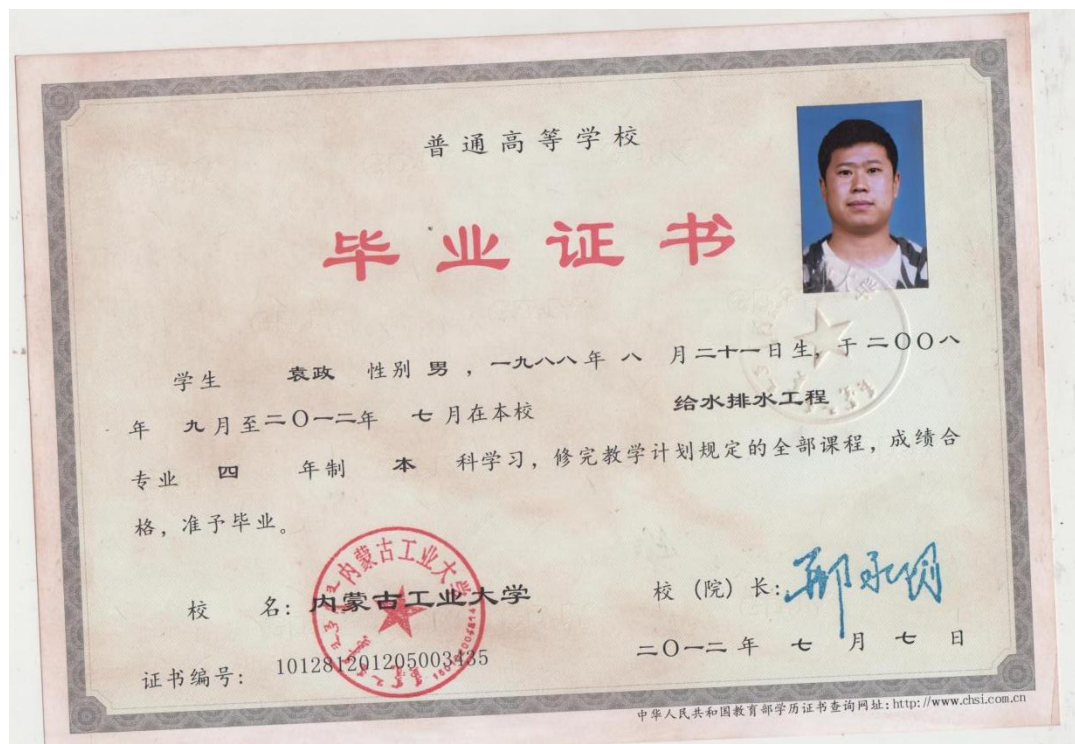 普通高等学校
毕业证书
学生 袁政 性别 男 ，一九八八年 八 月二十一日生，于二〇〇八
年 九月至二〇一二年 七月在本校 给水排水工程
专业 四 年制 本 科学习，修完教学计划规定的全部课程，成绩合
格，准予毕业。
内蒙古工业大学
校 名：内蒙古工业大学
校（院）长：
二〇一二年 七 月 七 日
证书编号：101281201205003435
中华人民共和国教育部学历证书查询网址：http://www.chsi.com.cn